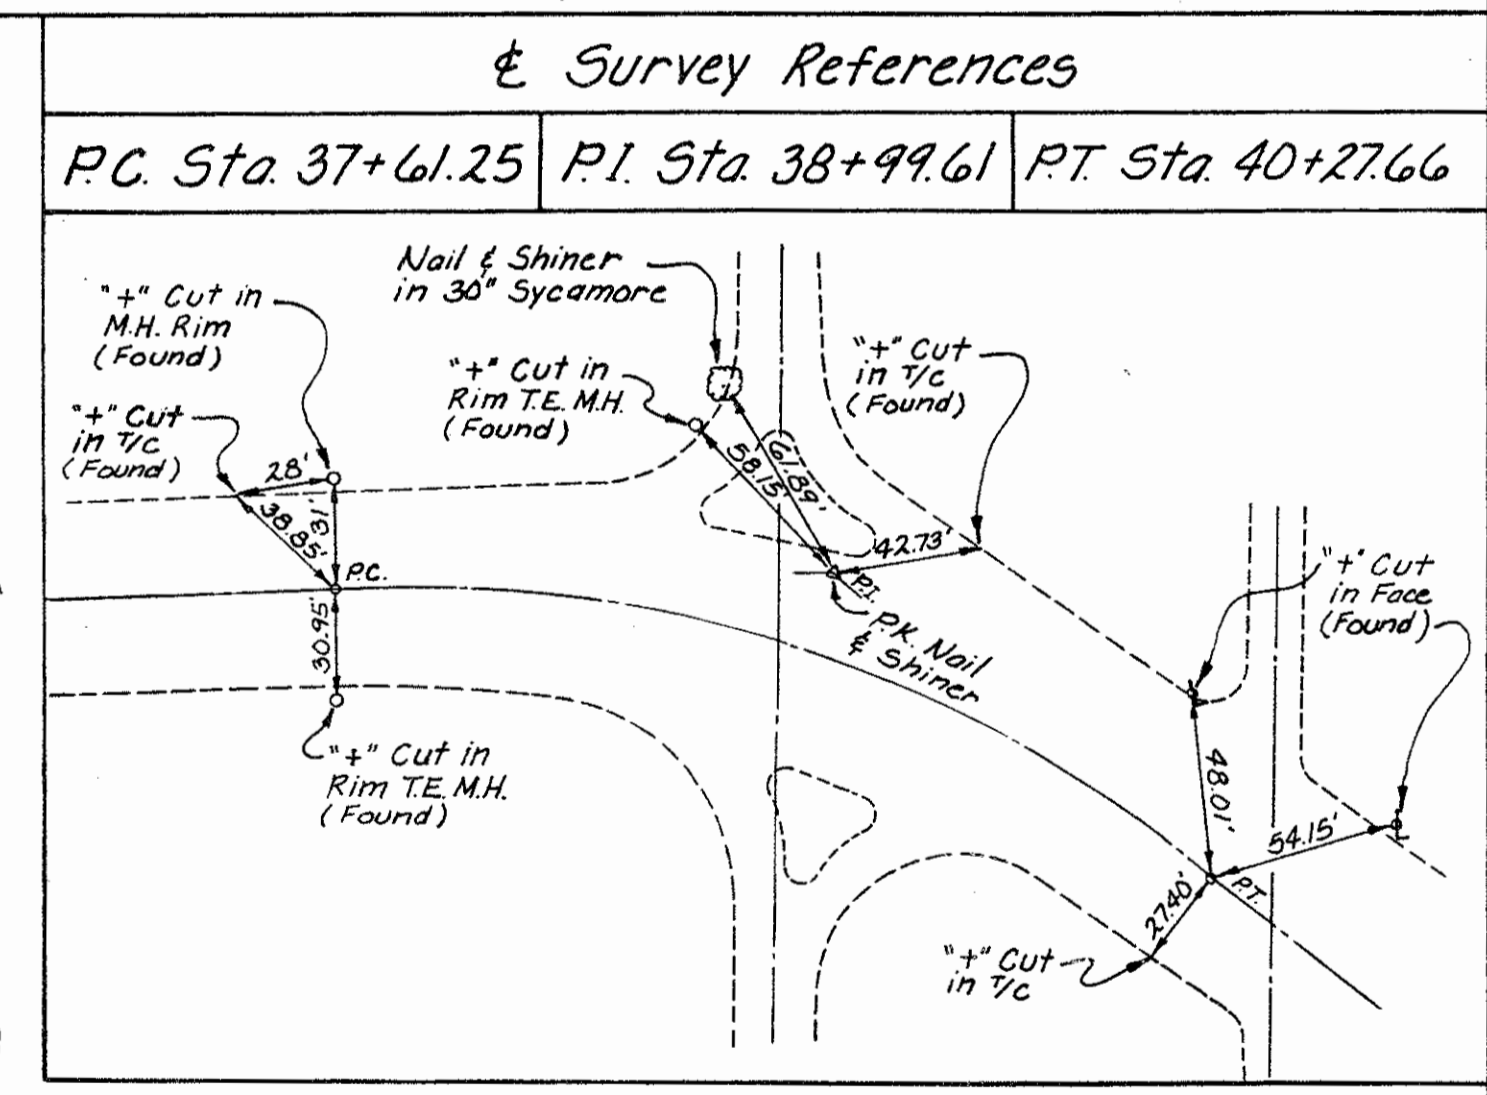 ℄ Survey References
P.C. Sta. 37+61.25
P.I. Sta. 38+99.61
P.T. Sta. 40+27.66
Nail & Shiner
in 30" Sycamore
"+" Cut in
M.H. Rim
(Found)
"+" Cut
in T/C
(Found)
"+" Cut in
Rim T.E. M.H.
(Found)
"+" Cut
in T/C
(Found)
28'
31'
38.85'
P.C.
30.95'
58.15'
61.89'
42.73'
P.I.
P.K. Nail
& Shiner
"+" Cut
in Face
(Found)
"+" Cut in
Rim T.E. M.H.
(Found)
48.01'
54.15'
P.T.
27.40'
"+" Cut
in T/C